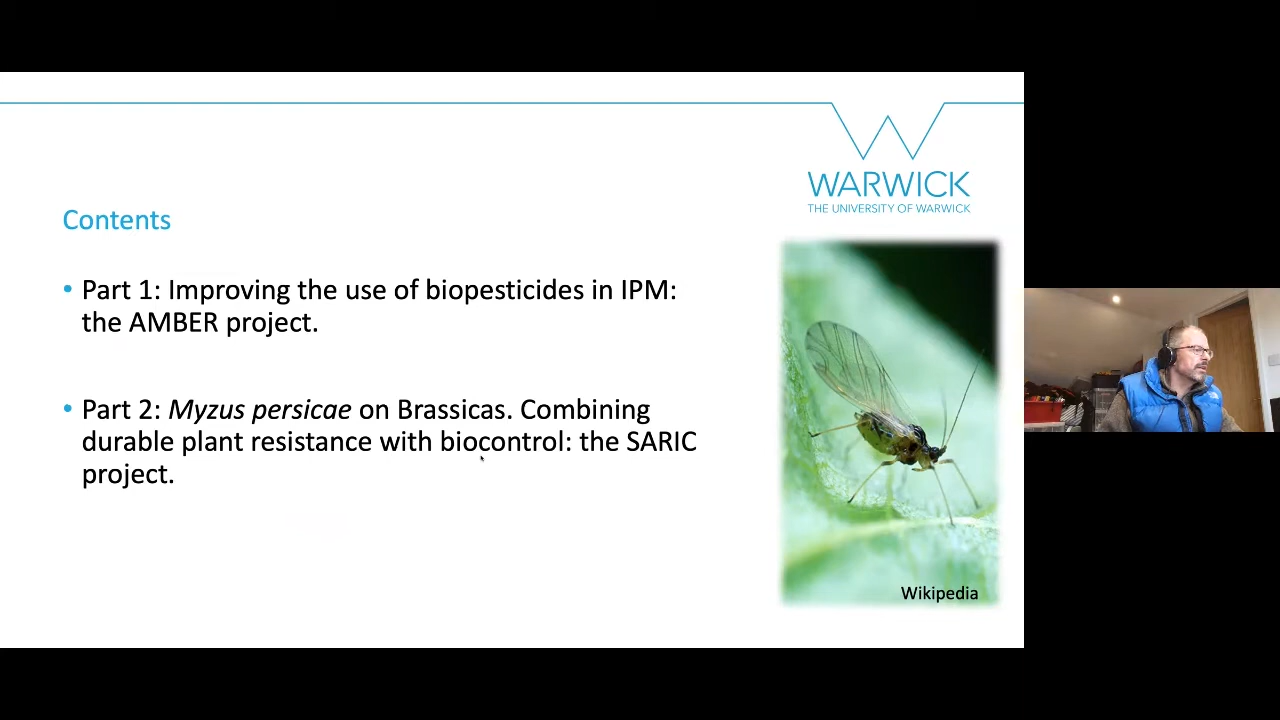 WARWICK
THE UNIVERSITY OF WARWICK
Contents
• Part 1: Improving the use of biopesticides in IPM:
the AMBER project.
• Part 2: Myzus persicae on Brassicas. Combining
durable plant resistance with biocontrol: the SARIC
project.
Wikipedia